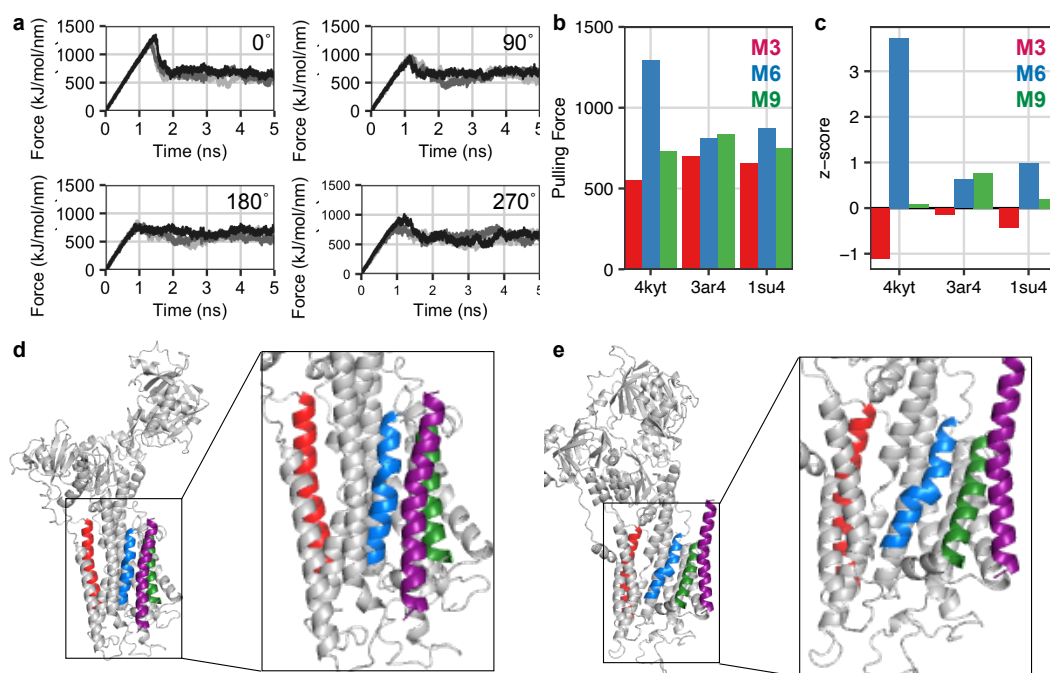 a
Force (kJ/mol/nm)
1500
1000
500
0
0°
0 1 2 3 4 5
Time (ns)
Force (kJ/mol/nm)
1500
1000
500
0
90°
0 1 2 3 4 5
Time (ns)
Force (kJ/mol/nm)
1500
1000
500
0
180°
0 1 2 3 4 5
Time (ns)
Force (kJ/mol/nm)
1500
1000
500
0
270°
0 1 2 3 4 5
Time (ns)
b
Pulling Force
1500
1000
500
0
M3
M6
M9
4kyt 3ar4 1su4
c
z-score
3
2
1
0
−1
M3
M6
M9
4kyt 3ar4 1su4
d
e